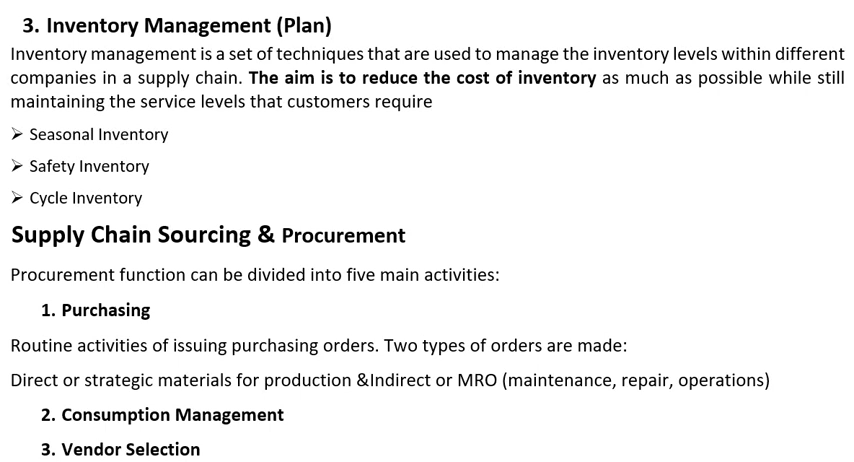 3. Inventory Management (Plan)
Inventory management is a set of techniques that are used to manage the inventory levels within different
companies in a supply chain. The aim is to reduce the cost of inventory as much as possible while still
maintaining the service levels that customers require
➢ Seasonal Inventory
➢ Safety Inventory
➢ Cycle Inventory
Supply Chain Sourcing & Procurement
Procurement function can be divided into five main activities:
1. Purchasing
Routine activities of issuing purchasing orders. Two types of orders are made:
Direct or strategic materials for production &Indirect or MRO (maintenance, repair, operations)
2. Consumption Management
3. Vendor Selection